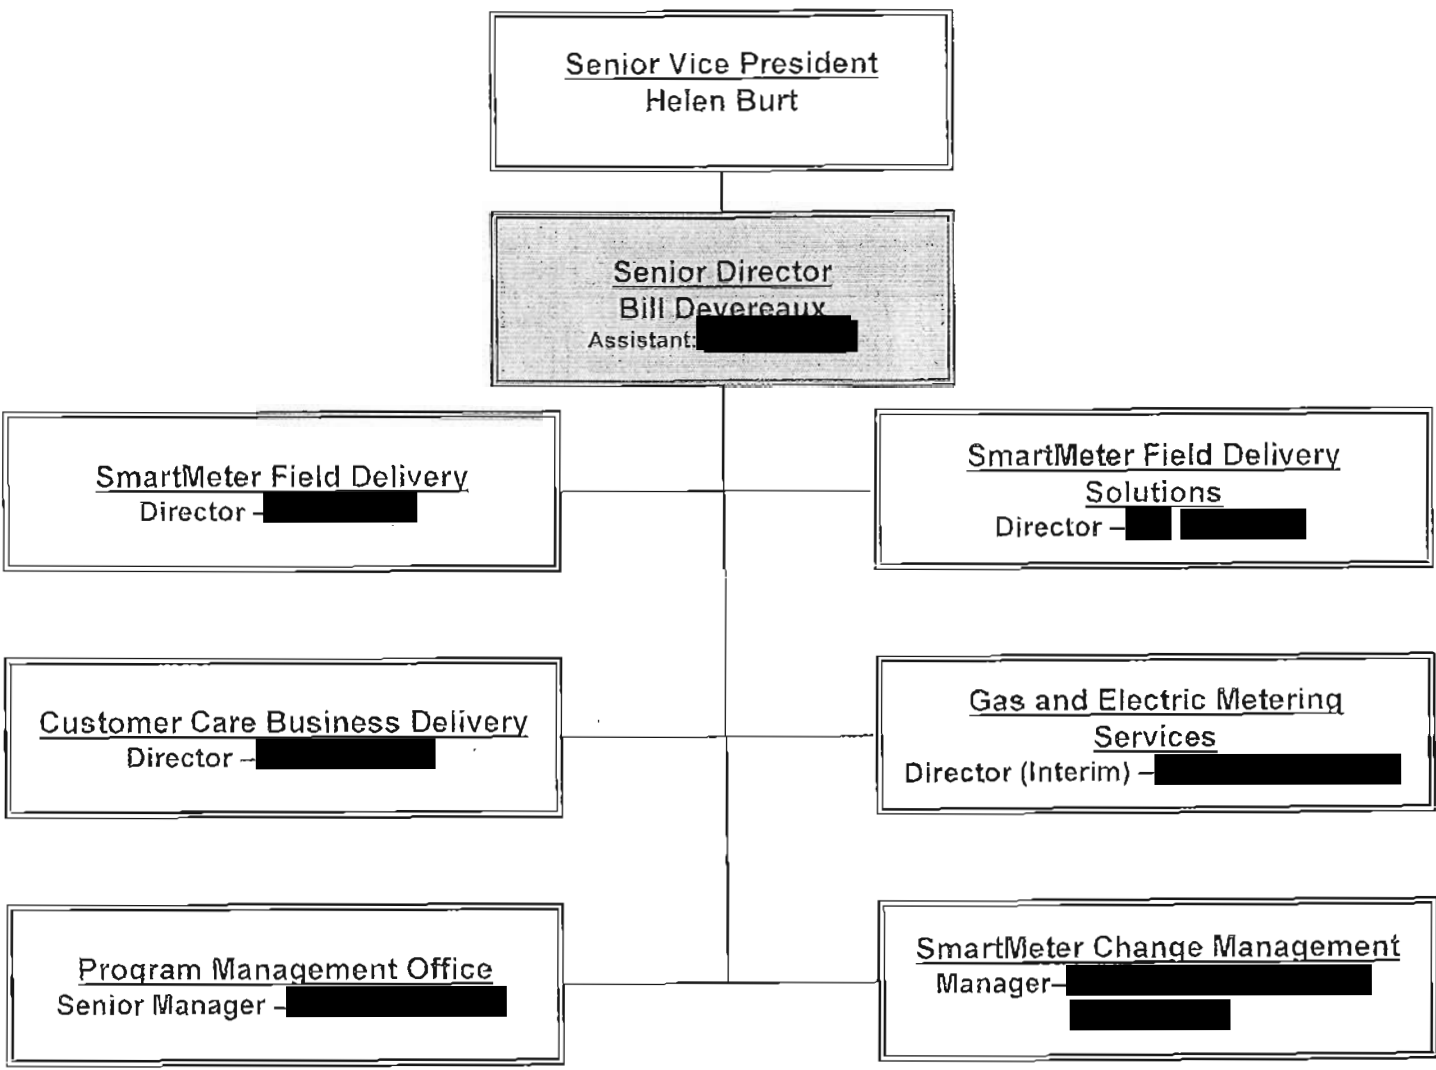 Senior Vice President
Helen Burt
Senior Director
Bill Devereaux
Assistant:
SmartMeter Field Delivery
Director –
SmartMeter Field Delivery
Solutions
Director –
Customer Care Business Delivery
Director –
Gas and Electric Metering
Services
Director (Interim) –
Program Management Office
Senior Manager –
SmartMeter Change Management
Manager–